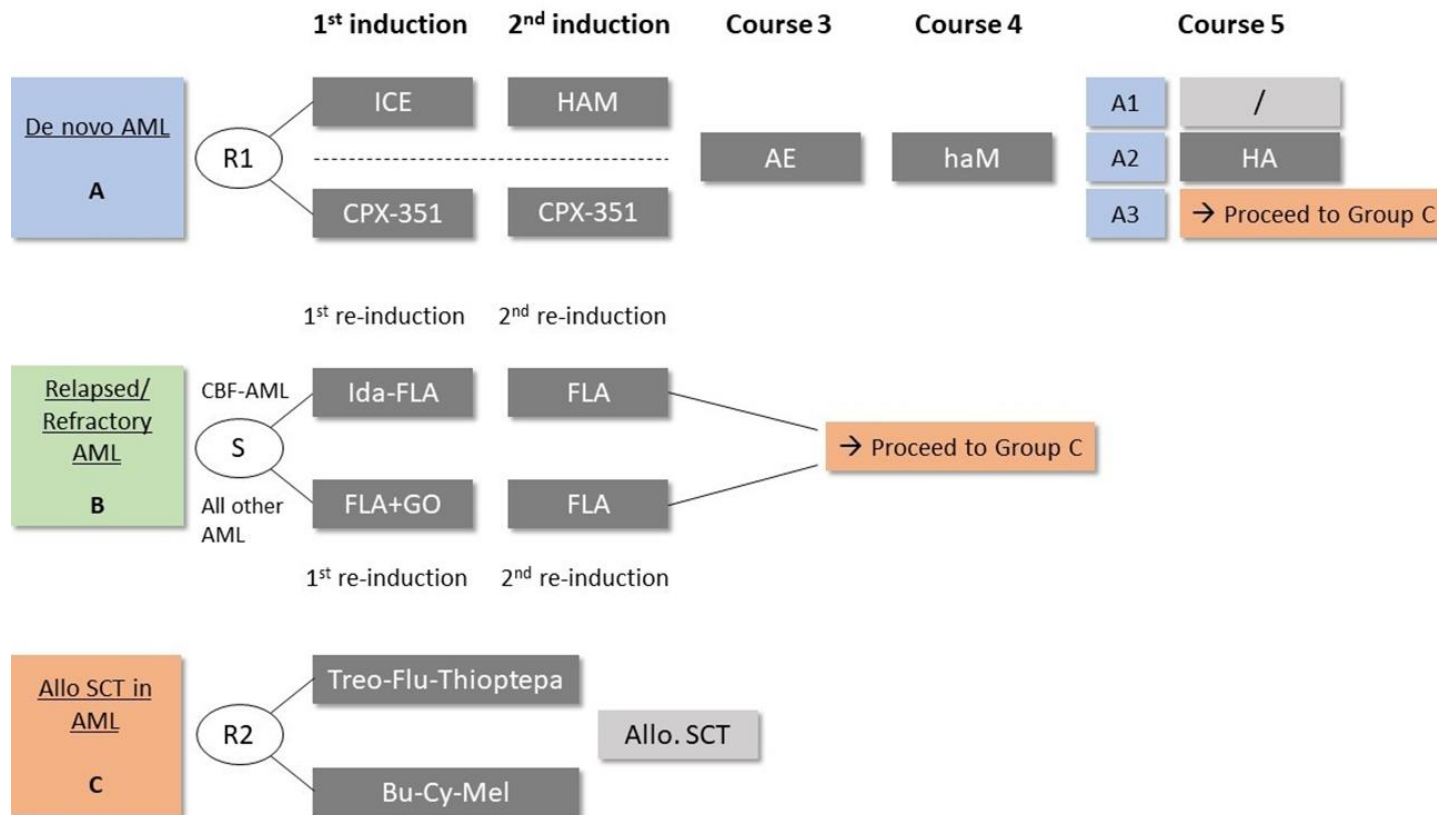 1st induction
2nd induction
Course 3
Course 4
Course 5
De novo AML
A
R1
ICE
HAM
CPX-351
CPX-351
AE
haM
A1
/
A2
HA
A3
→ Proceed to Group C
1st re-induction
2nd re-induction
Relapsed/
Refractory
AML
B
CBF-AML
S
All other
AML
Ida-FLA
FLA
FLA+GO
FLA
→ Proceed to Group C
1st re-induction
2nd re-induction
Allo SCT in
AML
C
R2
Treo-Flu-Thioptepa
Allo. SCT
Bu-Cy-Mel